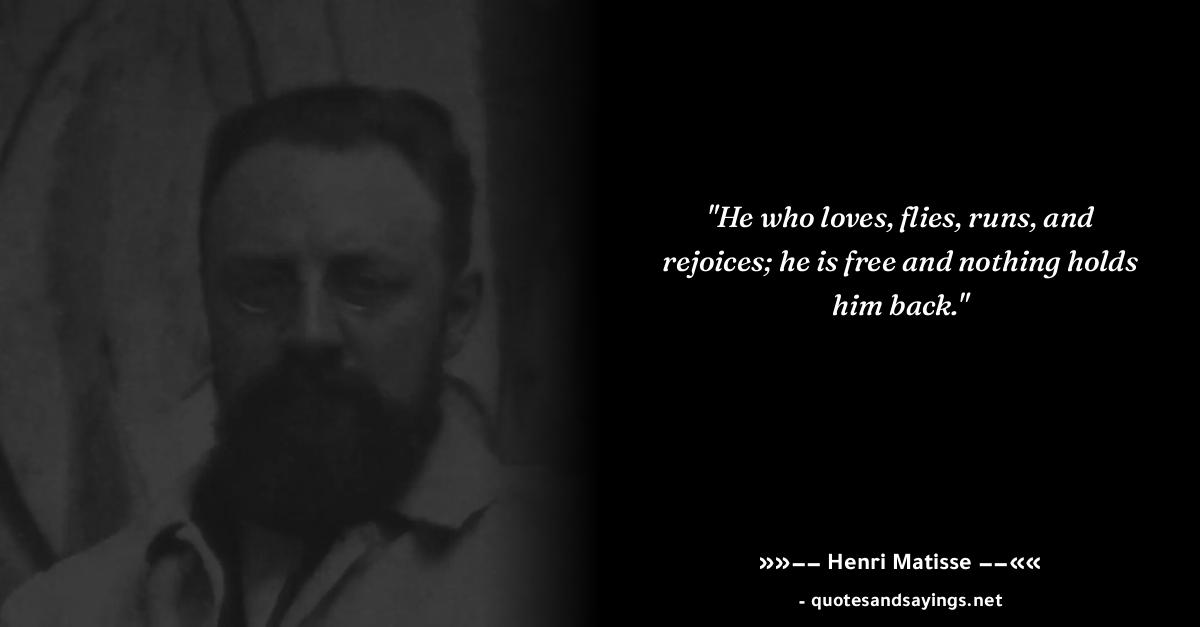 "He who loves, flies, runs, and
rejoices; he is free and nothing holds
him back."
»»−− Henri Matisse −−««
- quotesandsayings.net